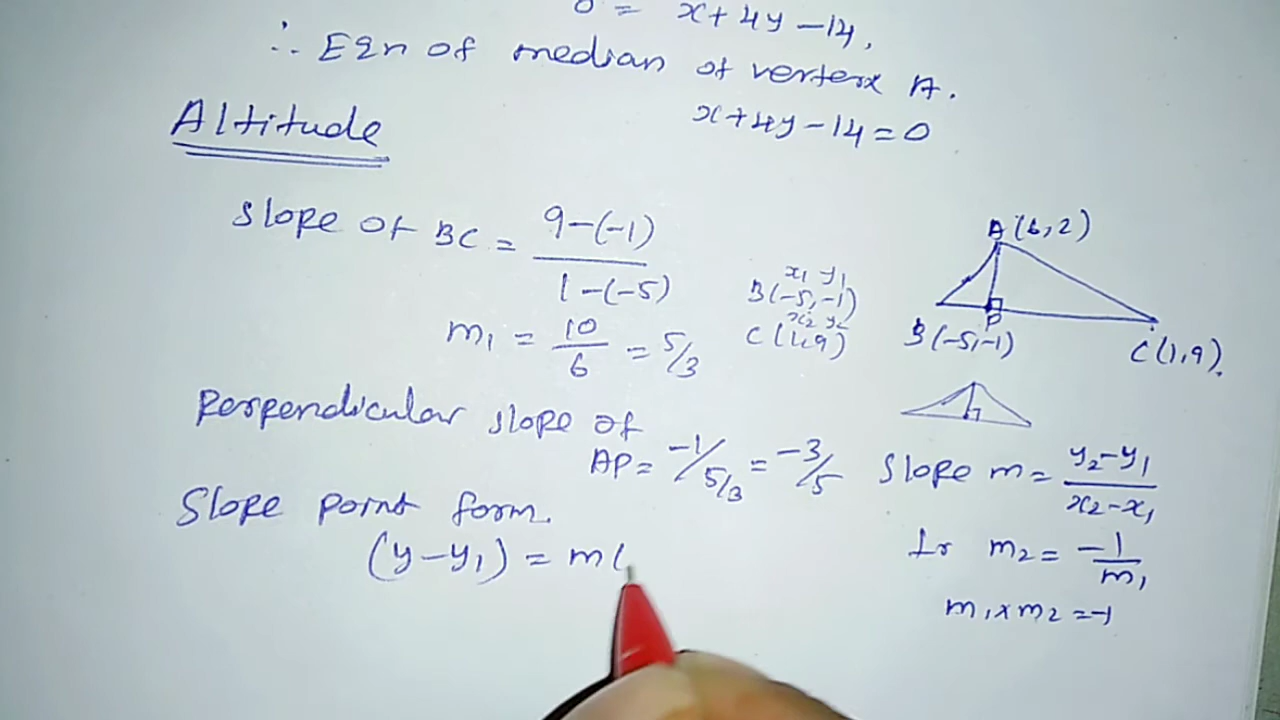 0 = x+4y-14,
∴ Eqn of median of vertex A.
x+4y-14=0
Altitude
Slope of BC = 9-(-1) / 1-(-5)
m₁ = 10/6 = 5/3
x₁ y₁
B(-5,-1)
x₂ y₂
C(1,9)
A(6,2)
P
B(-5,-1)
C(1,9).
Perpendicular slope of
AP = -1/5/3 = -3/5
Slope m = y₂-y₁ / x₂-x₁
Slope point form.
(y-y₁) = m(
Lr m₂ = -1/m₁
m₁×m₂=-1